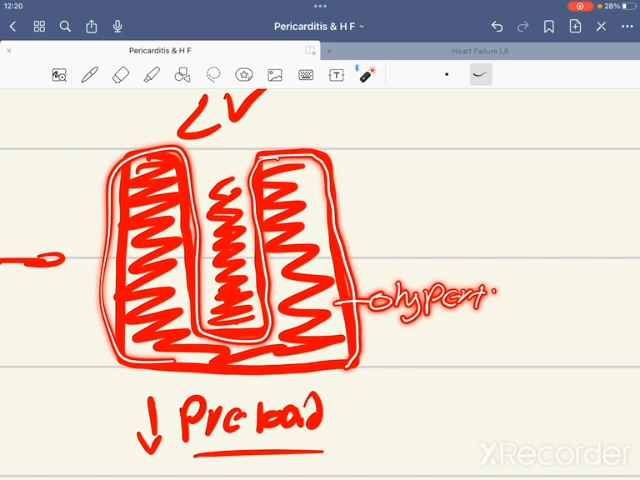 12:20
28%
Pericarditis & H F
Pericarditis & H F
Heart Failure L8
LV
hypert.
↓ Preload
XRecorder